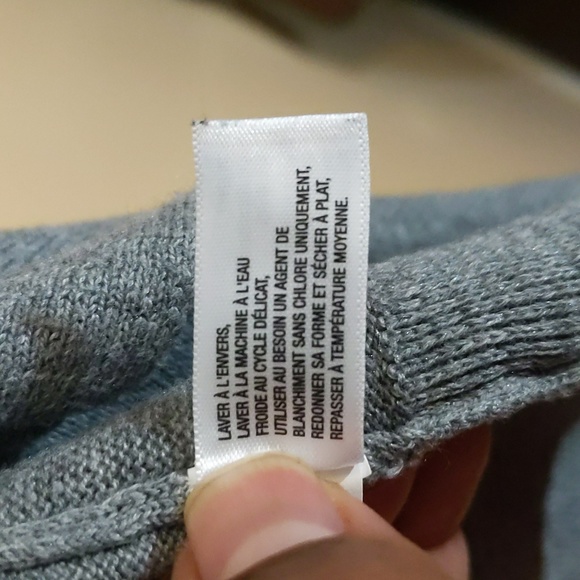 LAVER À L'ENVERS,
LAVER À LA MACHINE À L'EAU
FROIDE AU CYCLE DÉLICAT,
UTILISER AU BESOIN UN AGENT DE
BLANCHIMENT SANS CHLORE UNIQUEMENT,
REDONNER SA FORME ET SÉCHER À PLAT,
REPASSER À TEMPÉRATURE MOYENNE.